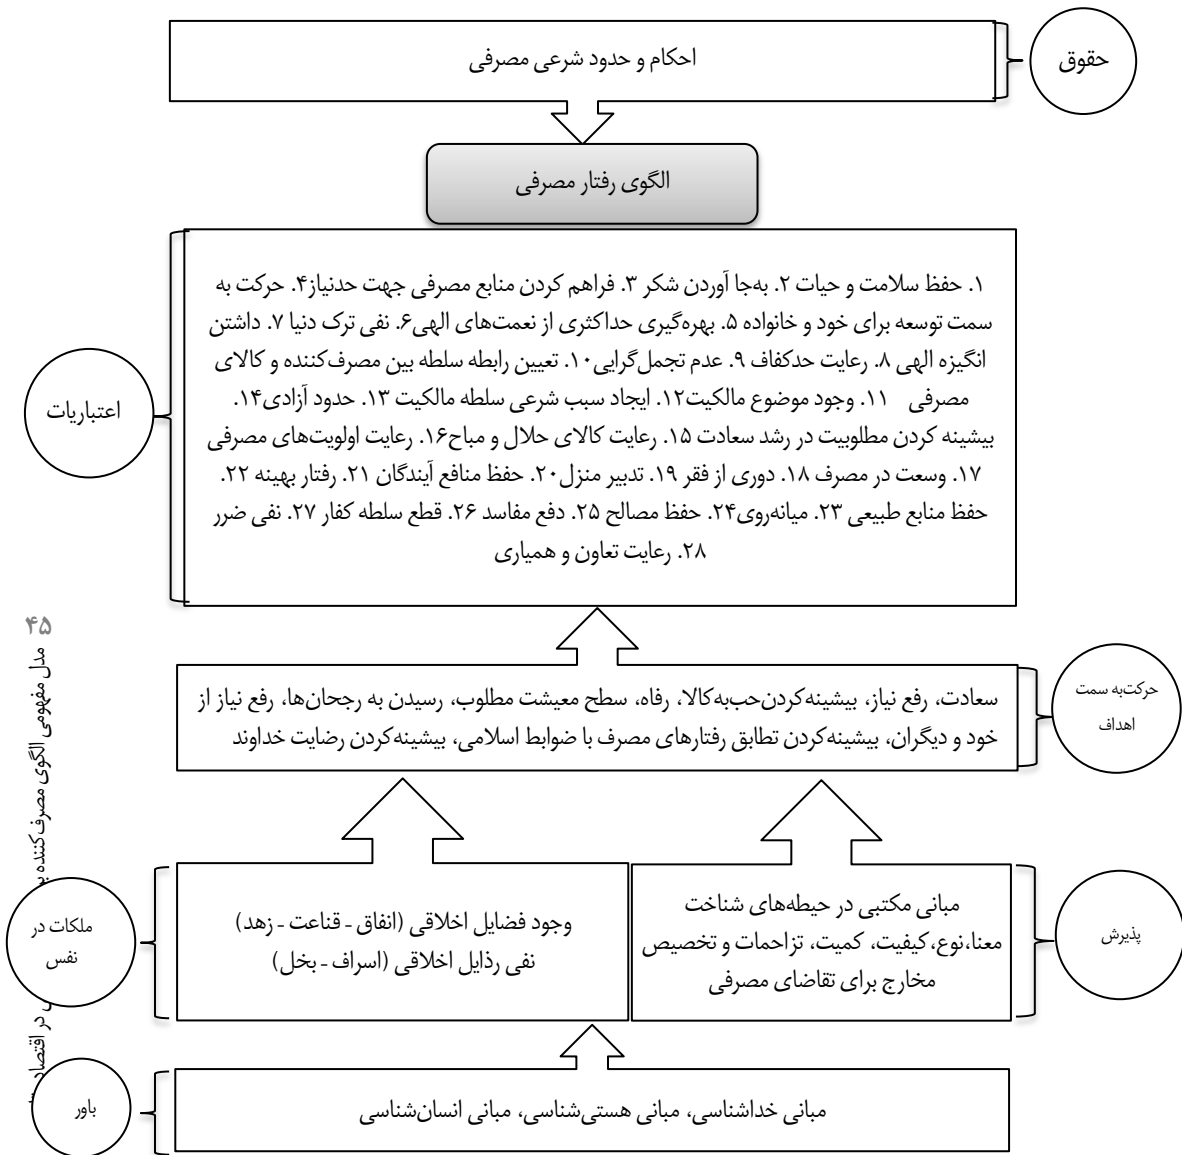 حقوق
احکام و حدود شرعی مصرفی
الگوی رفتار مصرفی
اعتباریات
۱. حفظ سلامت و حیات ۲. به‌جا آوردن شکر ۳. فراهم کردن منابع مصرفی جهت حدنیاز۴. حرکت به
سمت توسعه برای خود و خانواده ۵. بهره‌گیری حداکثری از نعمت‌های الهی۶. نفی ترک دنیا ۷. داشتن
انگیزه الهی ۸. رعایت حدکفاف ۹. عدم تجمل‌گرایی۱۰. تعیین رابطه سلطه بین مصرف‌کننده و کالای
مصرفی ۱۱. وجود موضوع مالکیت۱۲. ایجاد سبب شرعی سلطه مالکیت ۱۳. حدود آزادی۱۴.
بیشینه کردن مطلوبیت در رشد سعادت ۱۵. رعایت کالای حلال و مباح۱۶. رعایت اولویت‌های مصرفی
۱۷. وسعت در مصرف ۱۸. دوری از فقر ۱۹. تدبیر منزل۲۰. حفظ منافع آیندگان ۲۱. رفتار بهینه ۲۲.
حفظ منابع طبیعی ۲۳. میانه‌روی۲۴. حفظ مصالح ۲۵. دفع مفاسد ۲۶. قطع سلطه کفار ۲۷. نفی ضرر
۲۸. رعایت تعاون و همیاری
حرکت‌به سمت
اهداف
سعادت، رفع نیاز، بیشینه‌کردن‌حب‌به‌کالا، رفاه، سطح معیشت مطلوب، رسیدن به رجحان‌ها، رفع نیاز از
خود و دیگران، بیشینه‌کردن تطابق رفتارهای مصرف با ضوابط اسلامی، بیشینه‌کردن رضایت خداوند
پذیرش
مبانی مکتبی در حیطه‌های شناخت
معنا،نوع،کیفیت، کمیت، تزاحمات و تخصیص
مخارج برای تقاضای مصرفی
وجود فضایل اخلاقی (انفاق ـ قناعت ـ زهد)
نفی رذایل اخلاقی (اسراف ـ بخل)
ملکات در
نفس
باور
مبانی خداشناسی، مبانی هستی‌شناسی، مبانی انسان‌شناسی
۴۵
مدل مفهومی الگوی مصرف‌کننده در اقتصاد